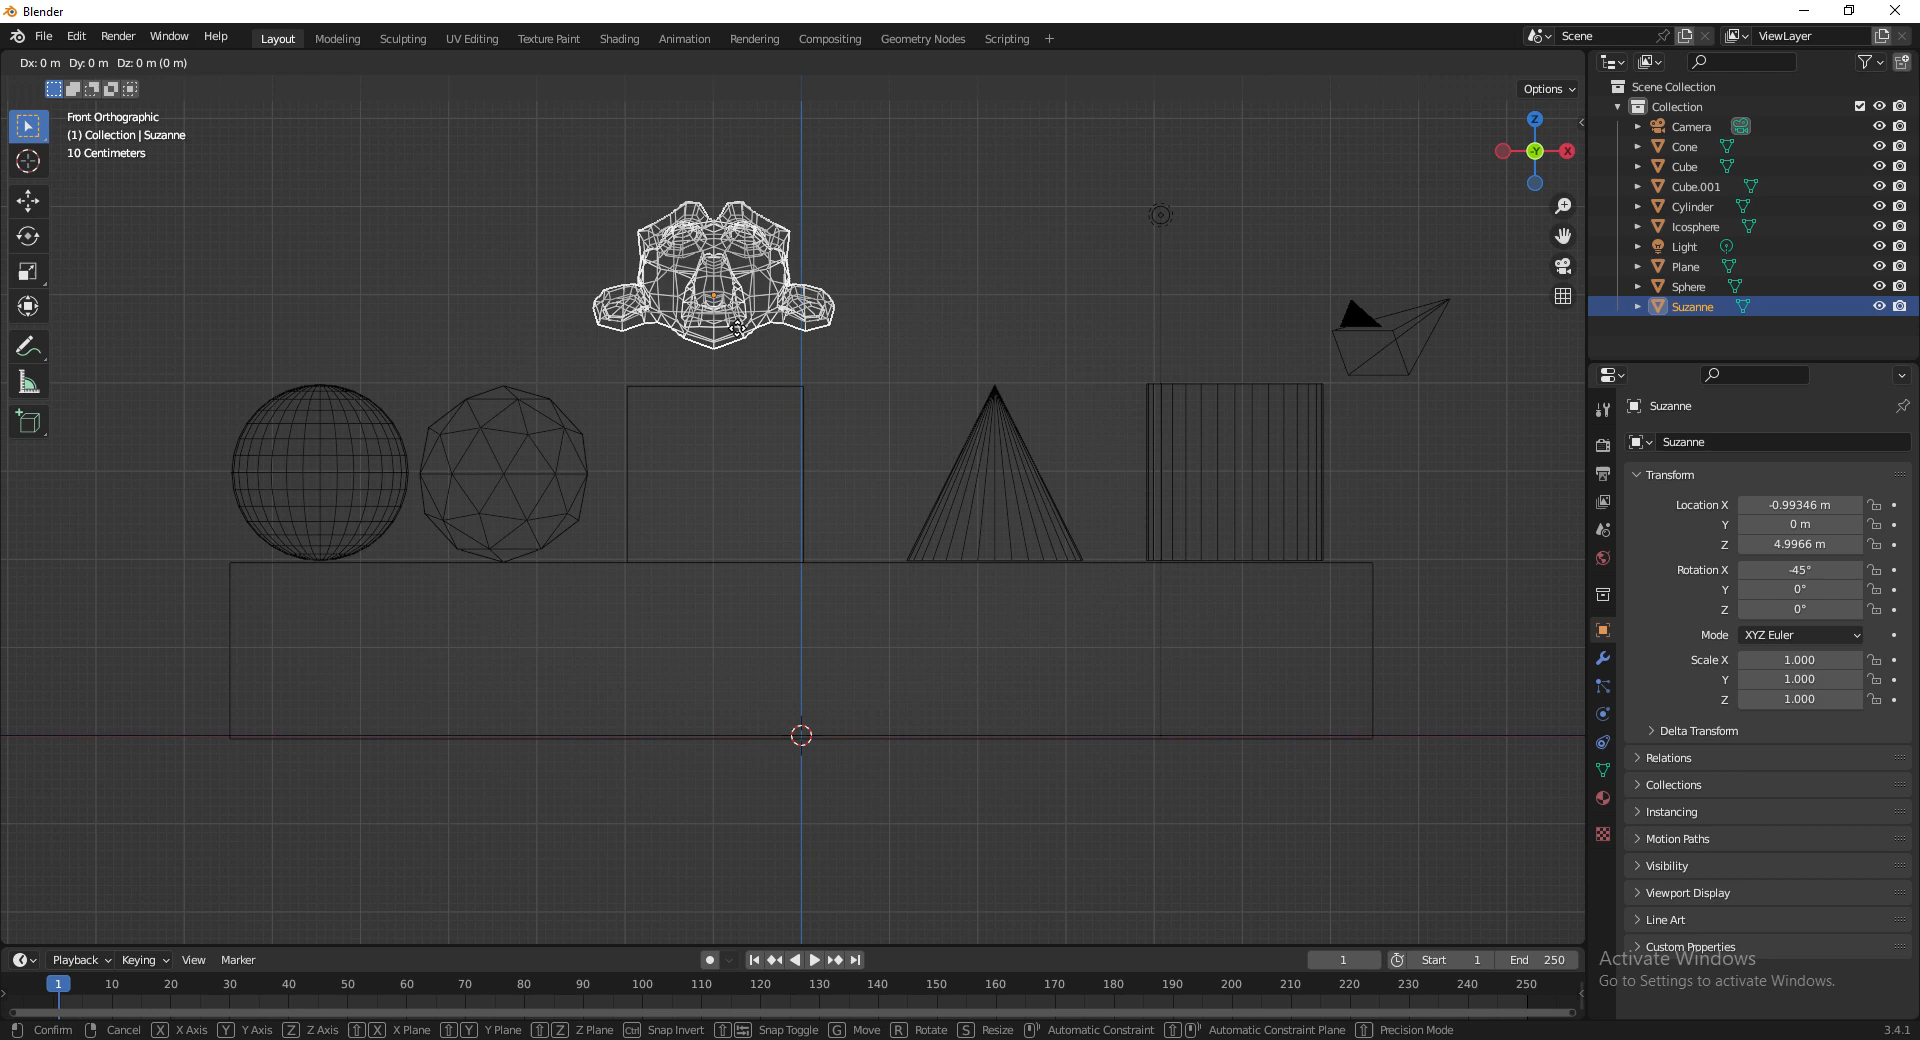 Blender
File Edit Render Window Help Layout Modeling Sculpting UV Editing Texture Paint Shading Animation Rendering Compositing Geometry Nodes Scripting + Scene ViewLayer
Dx: 0 m Dy: 0 m Dz: 0 m (0 m)
Options
Front Orthographic
(1) Collection | Suzanne
10 Centimeters
Z
-Y
X
Scene Collection
Collection
Camera
Cone
Cube
Cube.001
Cylinder
Icosphere
Light
Plane
Sphere
Suzanne
Suzanne
Suzanne
Transform
Location X -0.99346 m
Y 0 m
Z 4.9966 m
Rotation X -45°
Y 0°
Z 0°
Mode XYZ Euler
Scale X 1.000
Y 1.000
Z 1.000
Delta Transform
Relations
Collections
Instancing
Motion Paths
Visibility
Viewport Display
Line Art
Custom Properties
Activate Windows
Go to Settings to activate Windows.
Playback Keying View Marker 1 Start 1 End 250
1 10 20 30 40 50 60 70 80 90 100 110 120 130 140 150 160 170 180 190 200 210 220 230 240 250
Confirm Cancel X X Axis Y Y Axis Z Z Axis X X Plane Y Y Plane Z Z Plane Ctrl Snap Invert Snap Toggle G Move R Rotate S Resize Automatic Constraint Automatic Constraint Plane Precision Mode 3.4.1